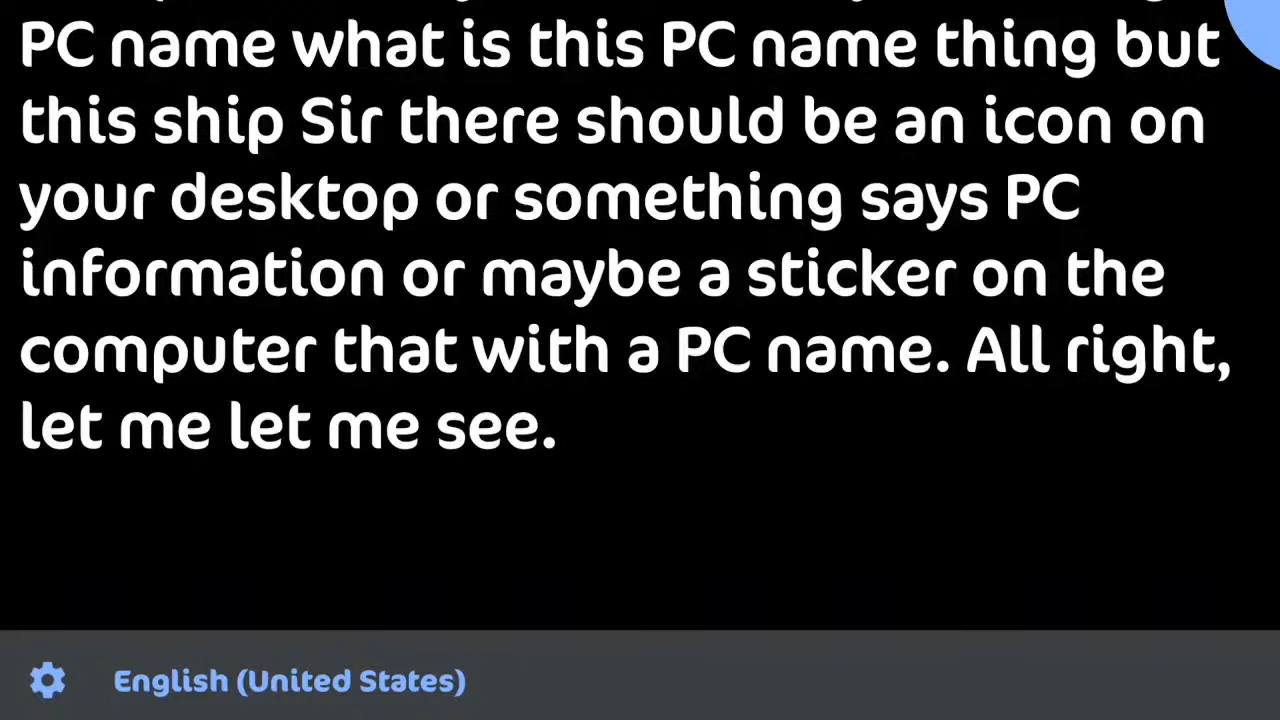 PC name what is this PC name thing but
this ship Sir there should be an icon on
your desktop or something says PC
information or maybe a sticker on the
computer that with a PC name. All right,
let me let me see.
English (United States)